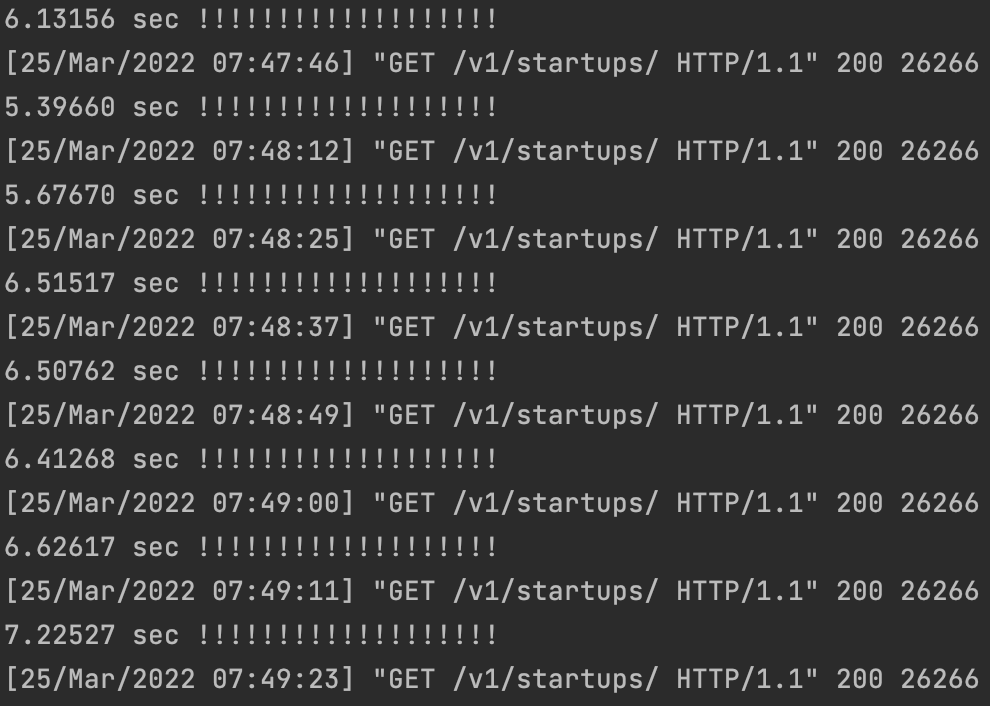 6.13156 sec !!!!!!!!!!!!!!!!!!!
[25/Mar/2022 07:47:46] "GET /v1/startups/ HTTP/1.1" 200 26266
5.39660 sec !!!!!!!!!!!!!!!!!!!
[25/Mar/2022 07:48:12] "GET /v1/startups/ HTTP/1.1" 200 26266
5.67670 sec !!!!!!!!!!!!!!!!!!!
[25/Mar/2022 07:48:25] "GET /v1/startups/ HTTP/1.1" 200 26266
6.51517 sec !!!!!!!!!!!!!!!!!!!
[25/Mar/2022 07:48:37] "GET /v1/startups/ HTTP/1.1" 200 26266
6.50762 sec !!!!!!!!!!!!!!!!!!!
[25/Mar/2022 07:48:49] "GET /v1/startups/ HTTP/1.1" 200 26266
6.41268 sec !!!!!!!!!!!!!!!!!!!
[25/Mar/2022 07:49:00] "GET /v1/startups/ HTTP/1.1" 200 26266
6.62617 sec !!!!!!!!!!!!!!!!!!!
[25/Mar/2022 07:49:11] "GET /v1/startups/ HTTP/1.1" 200 26266
7.22527 sec !!!!!!!!!!!!!!!!!!!
[25/Mar/2022 07:49:23] "GET /v1/startups/ HTTP/1.1" 200 26266